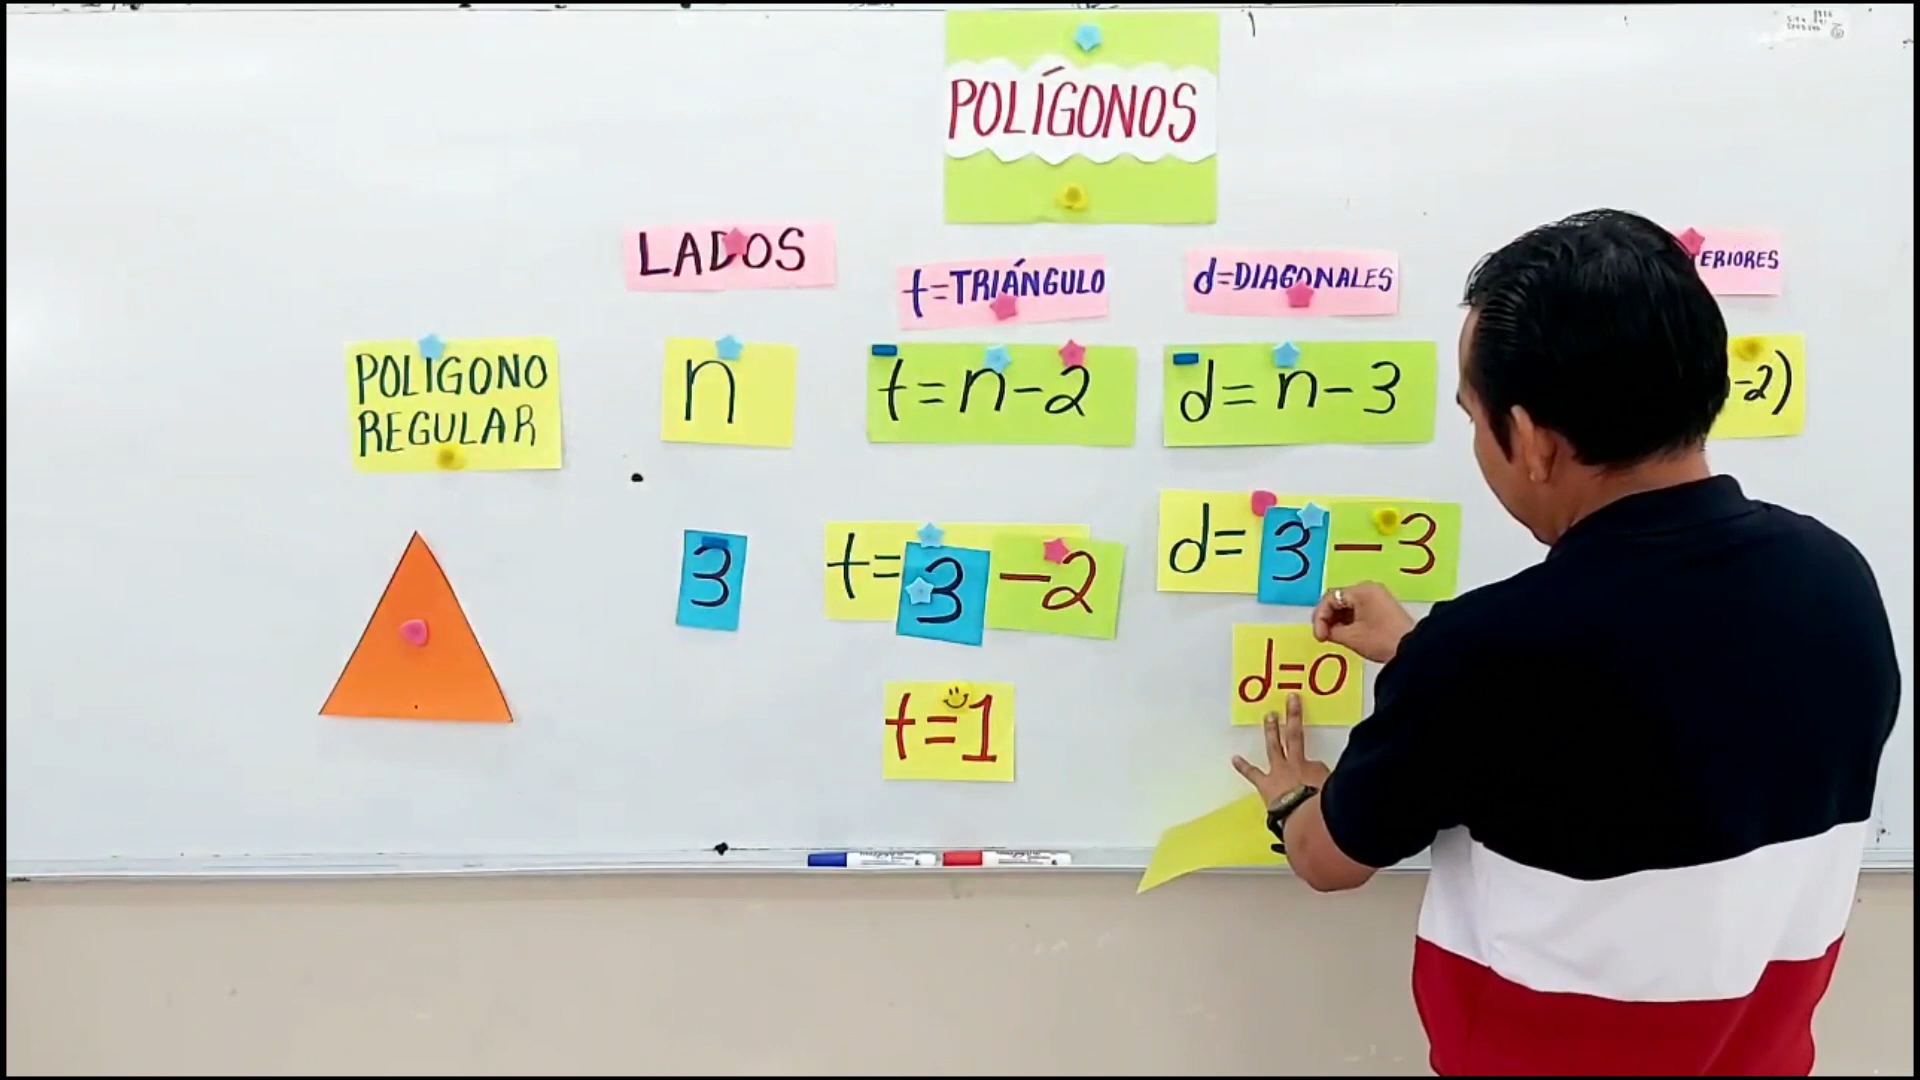 POLÍGONOS
LADOS
t=TRIÁNGULO
d=DIAGONALES
ERIORES
POLIGONO
REGULAR
n
t=n-2
d=n-3
-2)
3
t=3-2
d=3-3
t=1
d=0